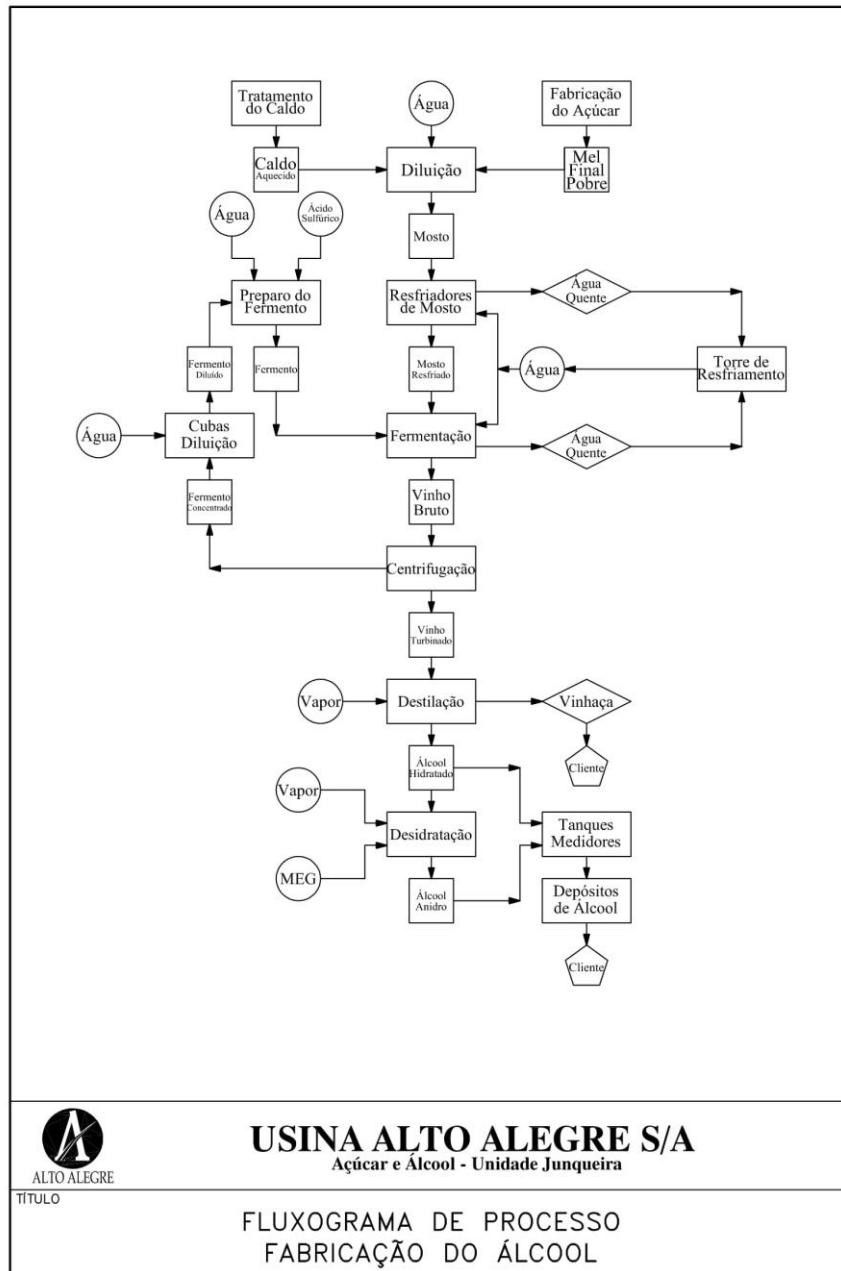 Tratamento
do Caldo
Água
Fabricação
do Açúcar
Caldo
Aquecido
Diluição
Mel
Final
Pobre
Água
Ácido
Sulfúrico
Mosto
Preparo do
Fermento
Resfriadores
de Mosto
Água
Quente
Fermento
Diluído
Fermento
Mosto
Resfriado
Água
Torre de
Resfriamento
Água
Cubas
Diluição
Fermentação
Água
Quente
Fermento
Concentrado
Vinho
Bruto
Centrifugação
Vinho
Turbinado
Vapor
Destilação
Vinhaça
Álcool
Hidratado
Cliente
Vapor
Desidratação
Tanques
Medidores
MEG
Álcool
Anidro
Depósitos
de Álcool
Cliente
ALTO ALEGRE
USINA ALTO ALEGRE S/A
Açúcar e Álcool - Unidade Junqueira
TÍTULO
FLUXOGRAMA DE PROCESSO
FABRICAÇÃO DO ÁLCOOL